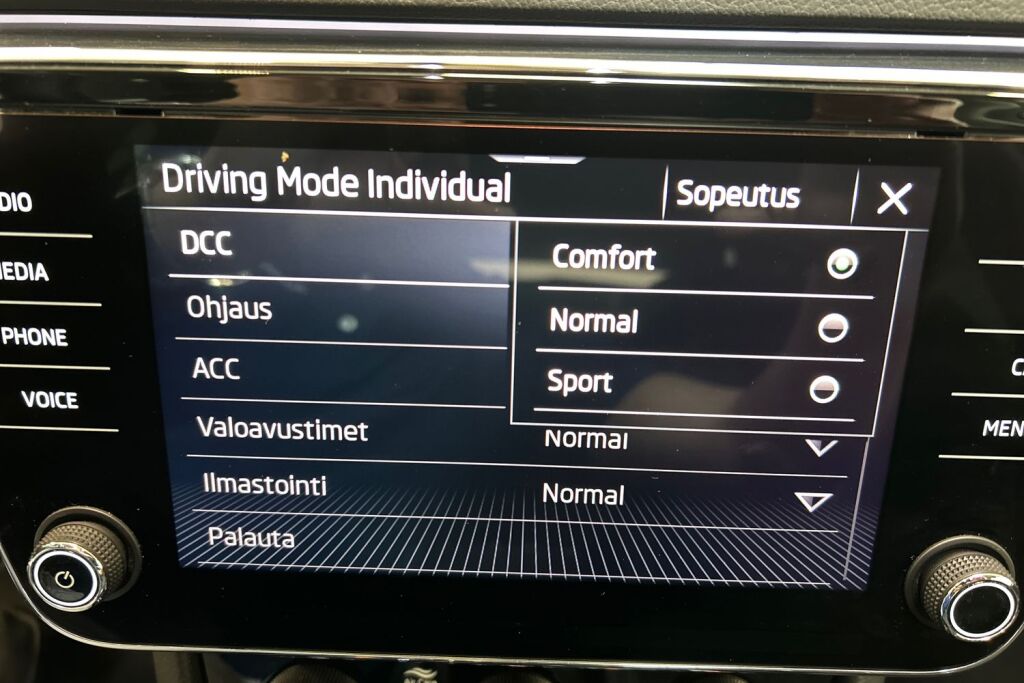 Driving Mode Individual
Sopeutus
DCC
Comfort
Ohjaus
Normal
ACC
Sport
Valoavustimet
Normal
Ilmastointi
Normal
Palauta
PHONE
VOICE